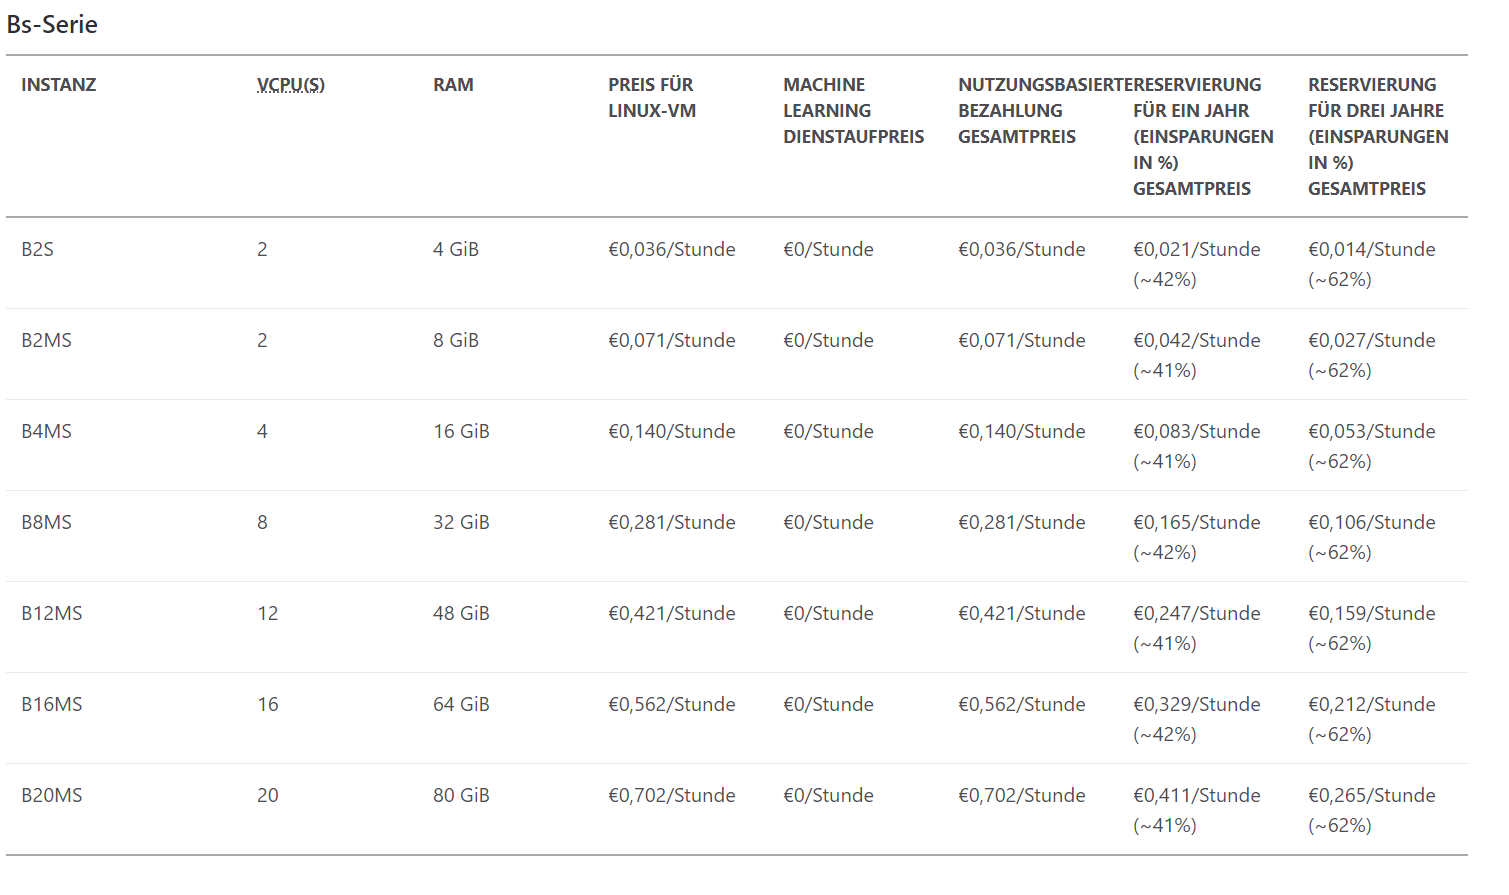 Bs-Serie
INSTANZ
VCPU(S)
RAM
PREIS FÜR
LINUX-VM
MACHINE
LEARNING
DIENSTAUFPREIS
NUTZUNGSBASIERTE
BEZAHLUNG
GESAMTPREIS
RESERVIERUNG
FÜR EIN JAHR
(EINSPARUNGEN
IN %)
GESAMTPREIS
RESERVIERUNG
FÜR DREI JAHRE
(EINSPARUNGEN
IN %)
GESAMTPREIS
B2S 2 4 GiB €0,036/Stunde €0/Stunde €0,036/Stunde €0,021/Stunde €0,014/Stunde
(~42%) (~62%)
B2MS 2 8 GiB €0,071/Stunde €0/Stunde €0,071/Stunde €0,042/Stunde €0,027/Stunde
(~41%) (~62%)
B4MS 4 16 GiB €0,140/Stunde €0/Stunde €0,140/Stunde €0,083/Stunde €0,053/Stunde
(~41%) (~62%)
B8MS 8 32 GiB €0,281/Stunde €0/Stunde €0,281/Stunde €0,165/Stunde €0,106/Stunde
(~42%) (~62%)
B12MS 12 48 GiB €0,421/Stunde €0/Stunde €0,421/Stunde €0,247/Stunde €0,159/Stunde
(~41%) (~62%)
B16MS 16 64 GiB €0,562/Stunde €0/Stunde €0,562/Stunde €0,329/Stunde €0,212/Stunde
(~42%) (~62%)
B20MS 20 80 GiB €0,702/Stunde €0/Stunde €0,702/Stunde €0,411/Stunde €0,265/Stunde
(~41%) (~62%)